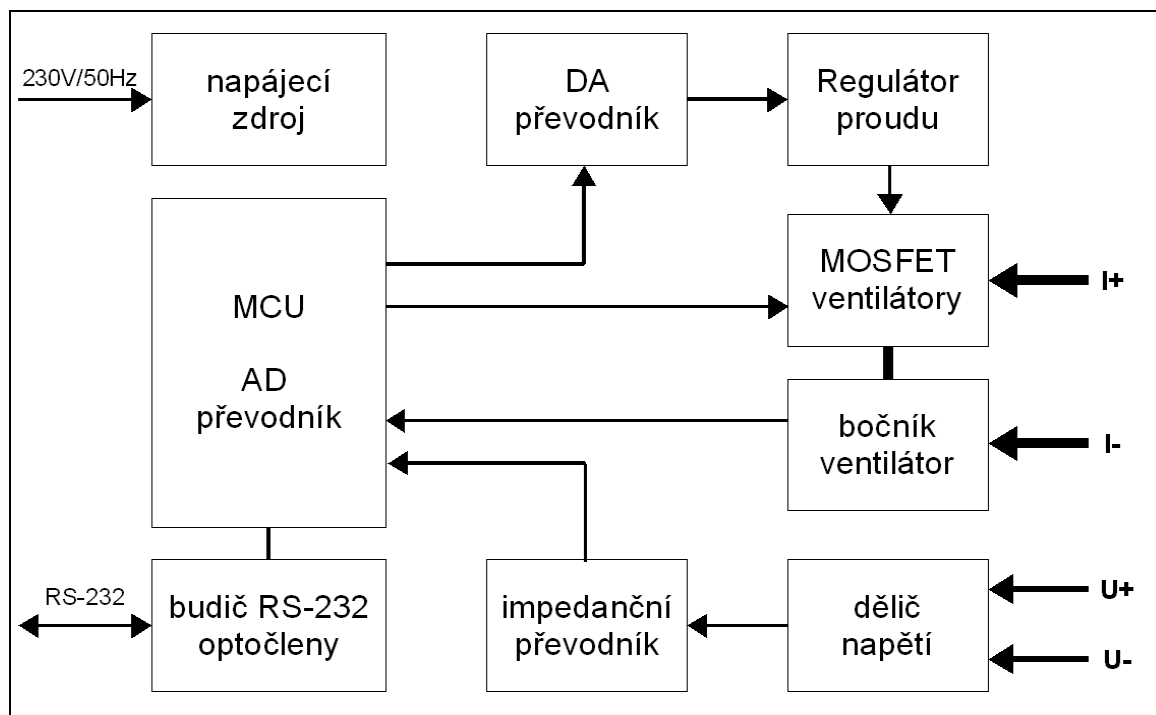 230V/50Hz
napájecí
zdroj
DA
převodník
Regulátor
proudu
MCU
AD
převodník
MOSFET
ventilátory
I+
bočník
ventilátor
I-
RS-232
budič RS-232
optočleny
impedanční
převodník
dělič
napětí
U+
U-